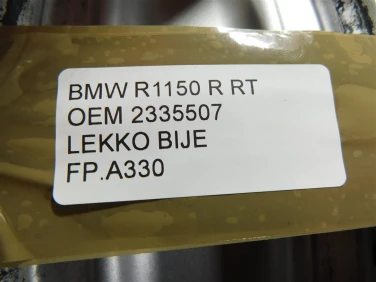 BMW R1150 R RT
OEM 2335507
LEKKO BIJE
FP.A330